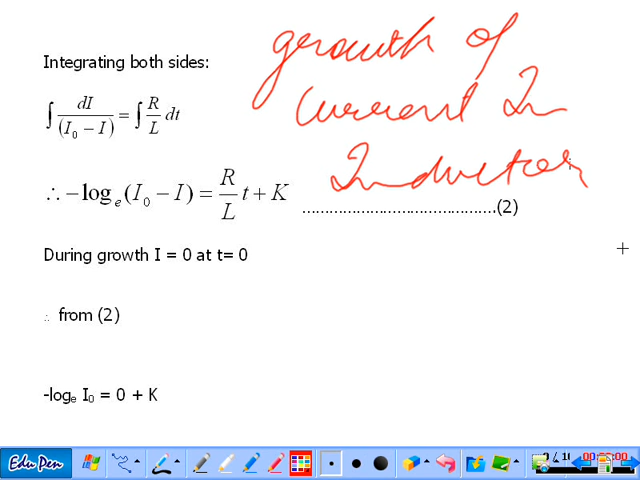 growth of
Current In
Inductor
Integrating both sides:
∫ dI / (I₀ − I) = ∫ R/L dt
∴ −logₑ (I₀ − I) = R/L t + K ............................................(2)
During growth I = 0 at t= 0
∴ from (2)
-logₑ I₀ = 0 + K
Edu Pen